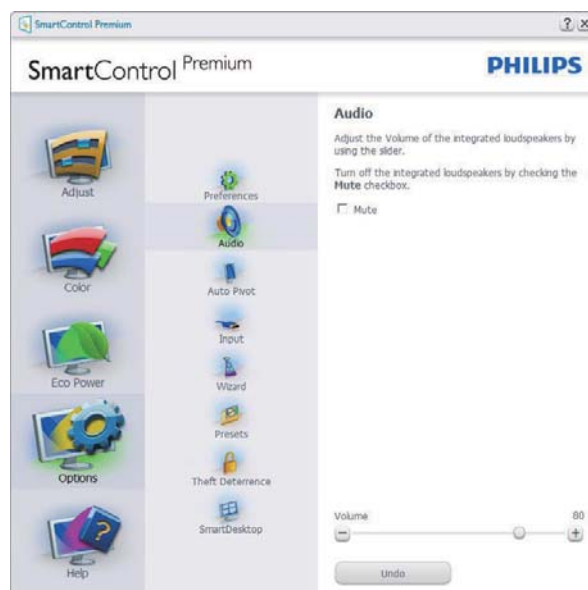 SmartControl Premium
? X
SmartControl Premium
PHILIPS
Adjust
Color
Eco Power
Options
Help
Preferences
Audio
Auto Pivot
Input
Wizard
Presets
Theft Deterrence
SmartDesktop
Audio
Adjust the Volume of the integrated loudspeakers by
using the slider.
Turn off the integrated loudspeakers by checking the
Mute checkbox.
Mute
Volume 80
Undo